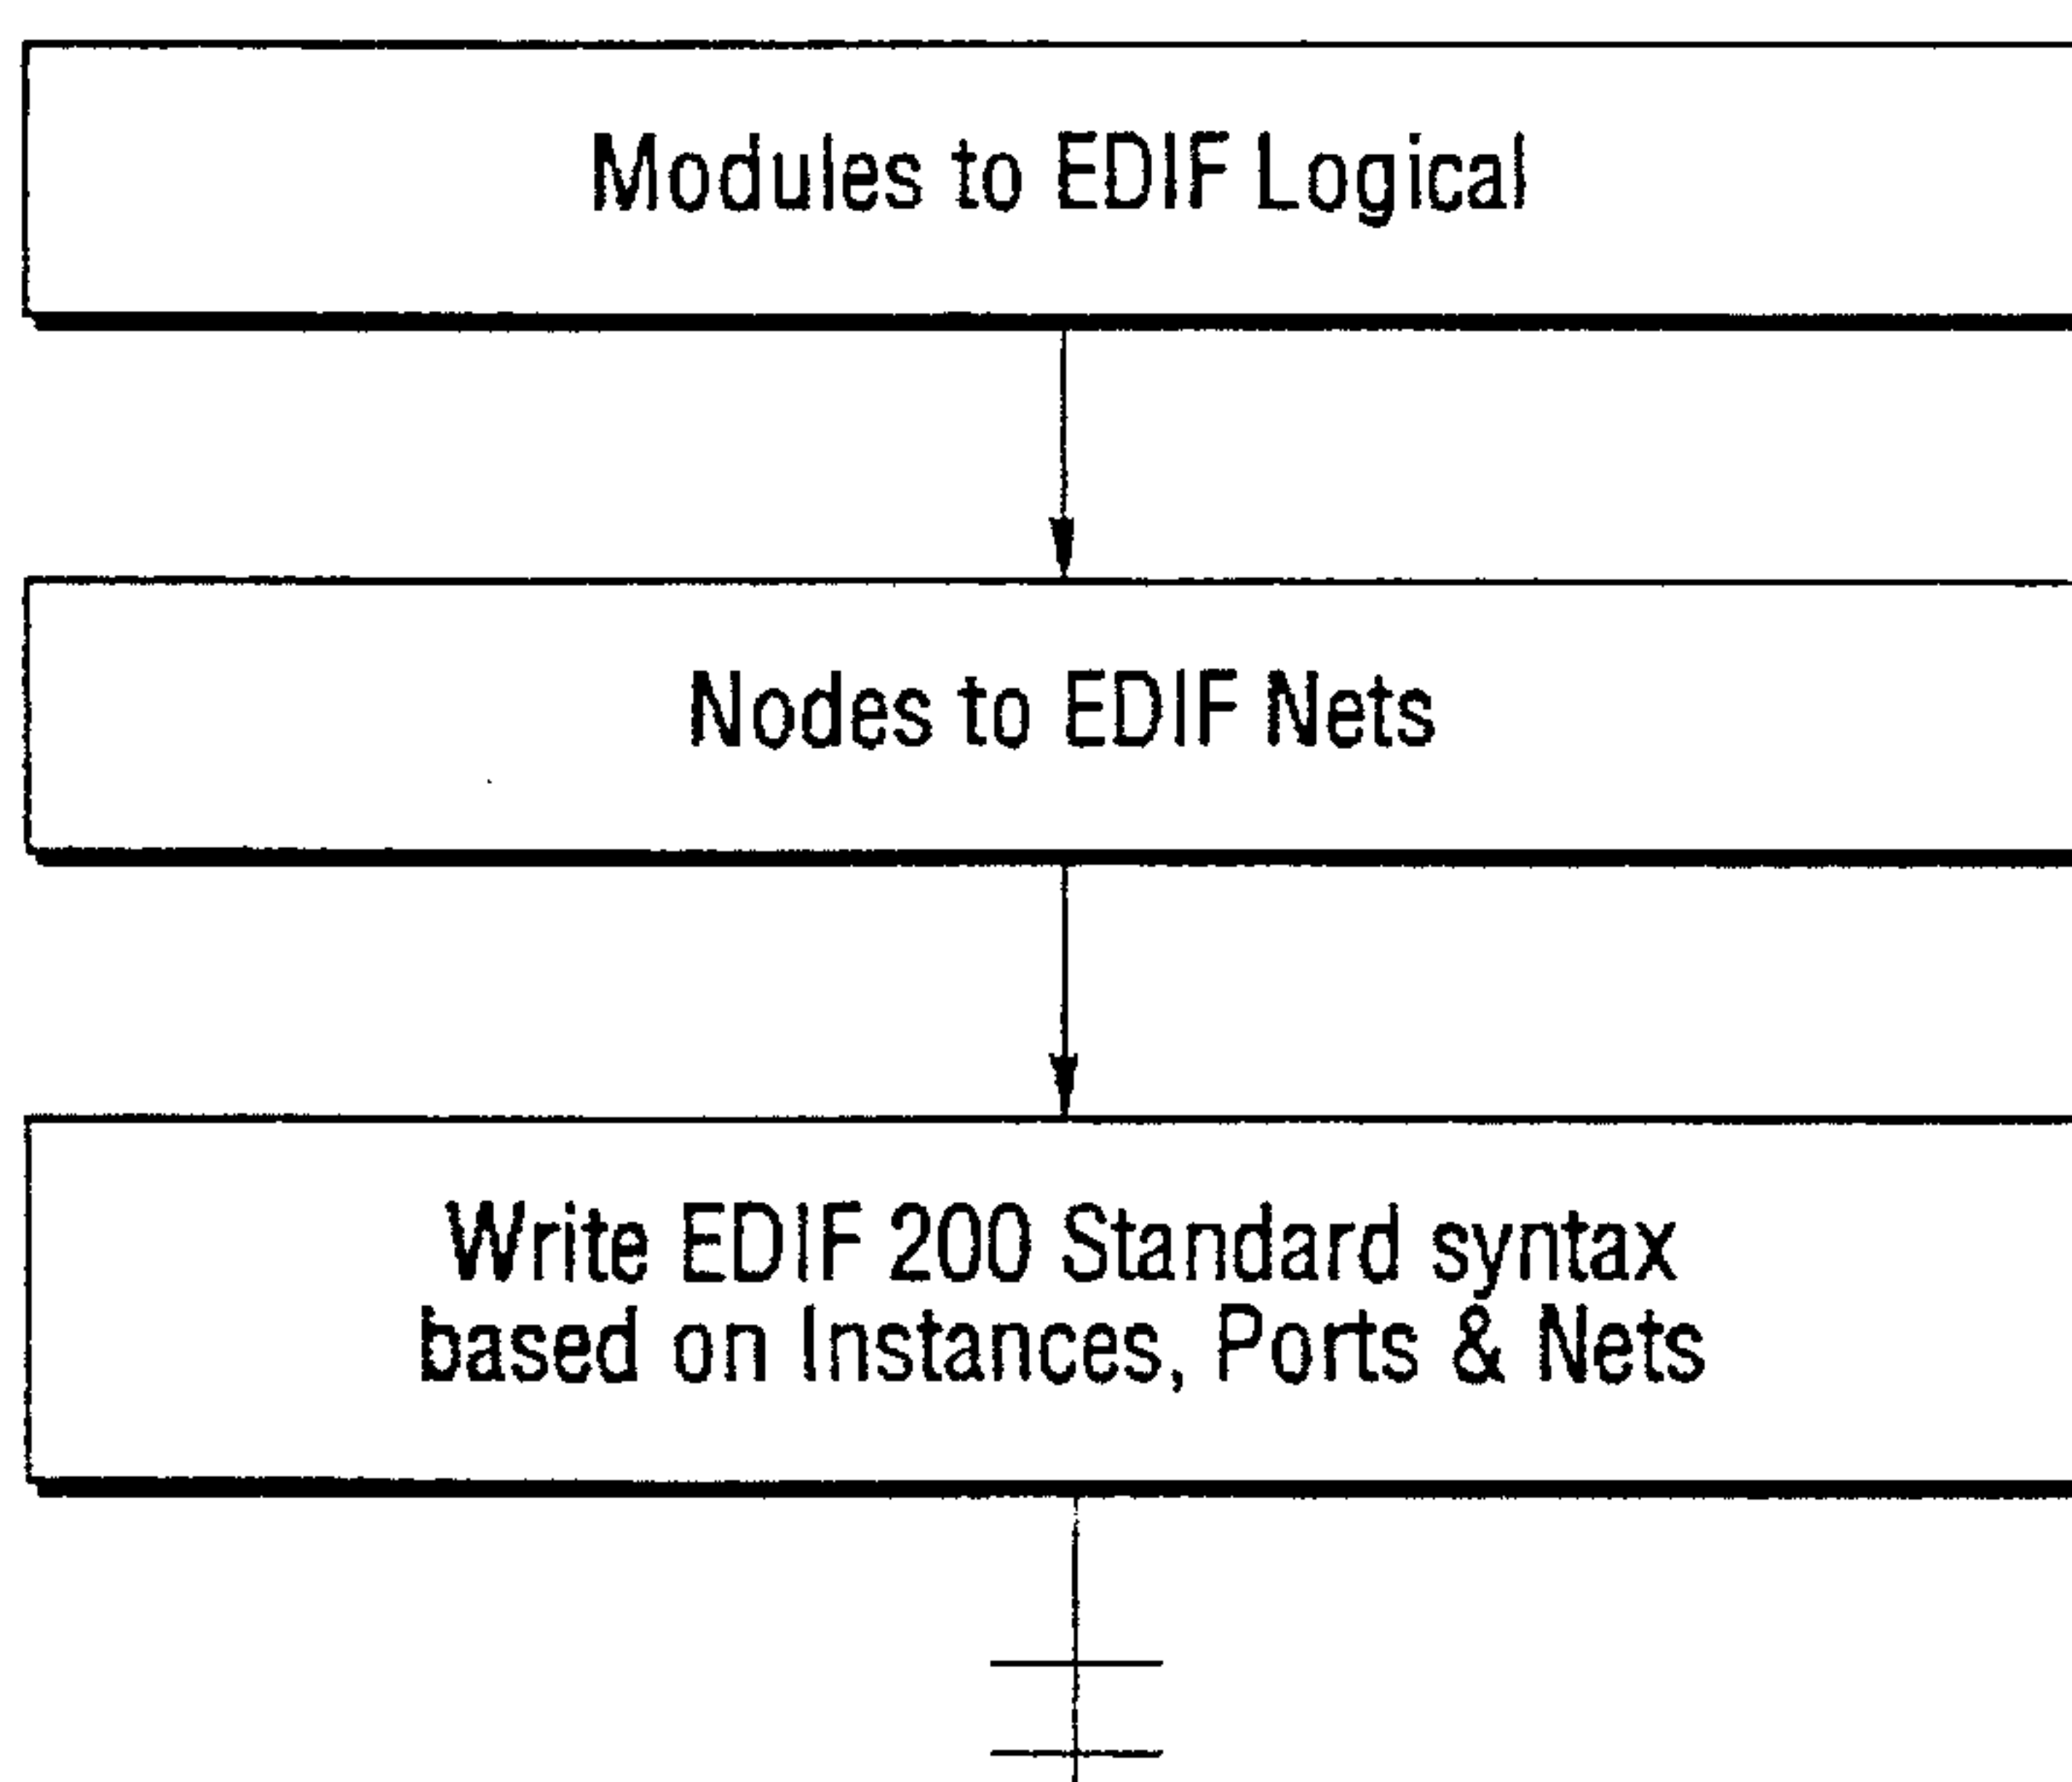 Modules to EDIF Logical
Nodes to EDIF Nets
Write EDIF 200 Standard syntax
based on Instances, Ports & Nets